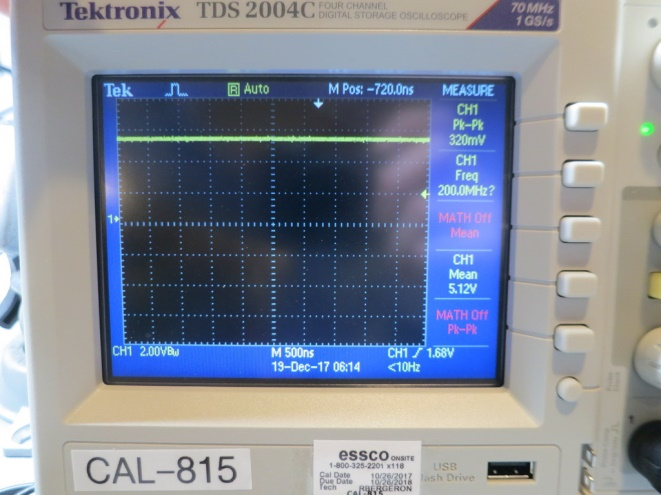 Tektronix TDS 2004C FOUR CHANNEL DIGITAL STORAGE OSCILLOSCOPE
70 MHz
1 GS/s
Tek R Auto M Pos: -720.0ns MEASURE
CH1
Pk-Pk
320mV
CH1
Freq
200.0MHz?
1
MATH Off
Mean
CH1
Mean
5.12V
MATH Off
Pk-Pk
CH1 2.00VBW M 500ns CH1 1.68V
19-Dec-17 06:14 <10Hz
CAL-815
essco ONSITE
1-800-325-2201 x118
Cal Date 10/26/2017
Due Date 10/26/2018
Tech RBERGERON
CAL-815
USB
Flash Drive